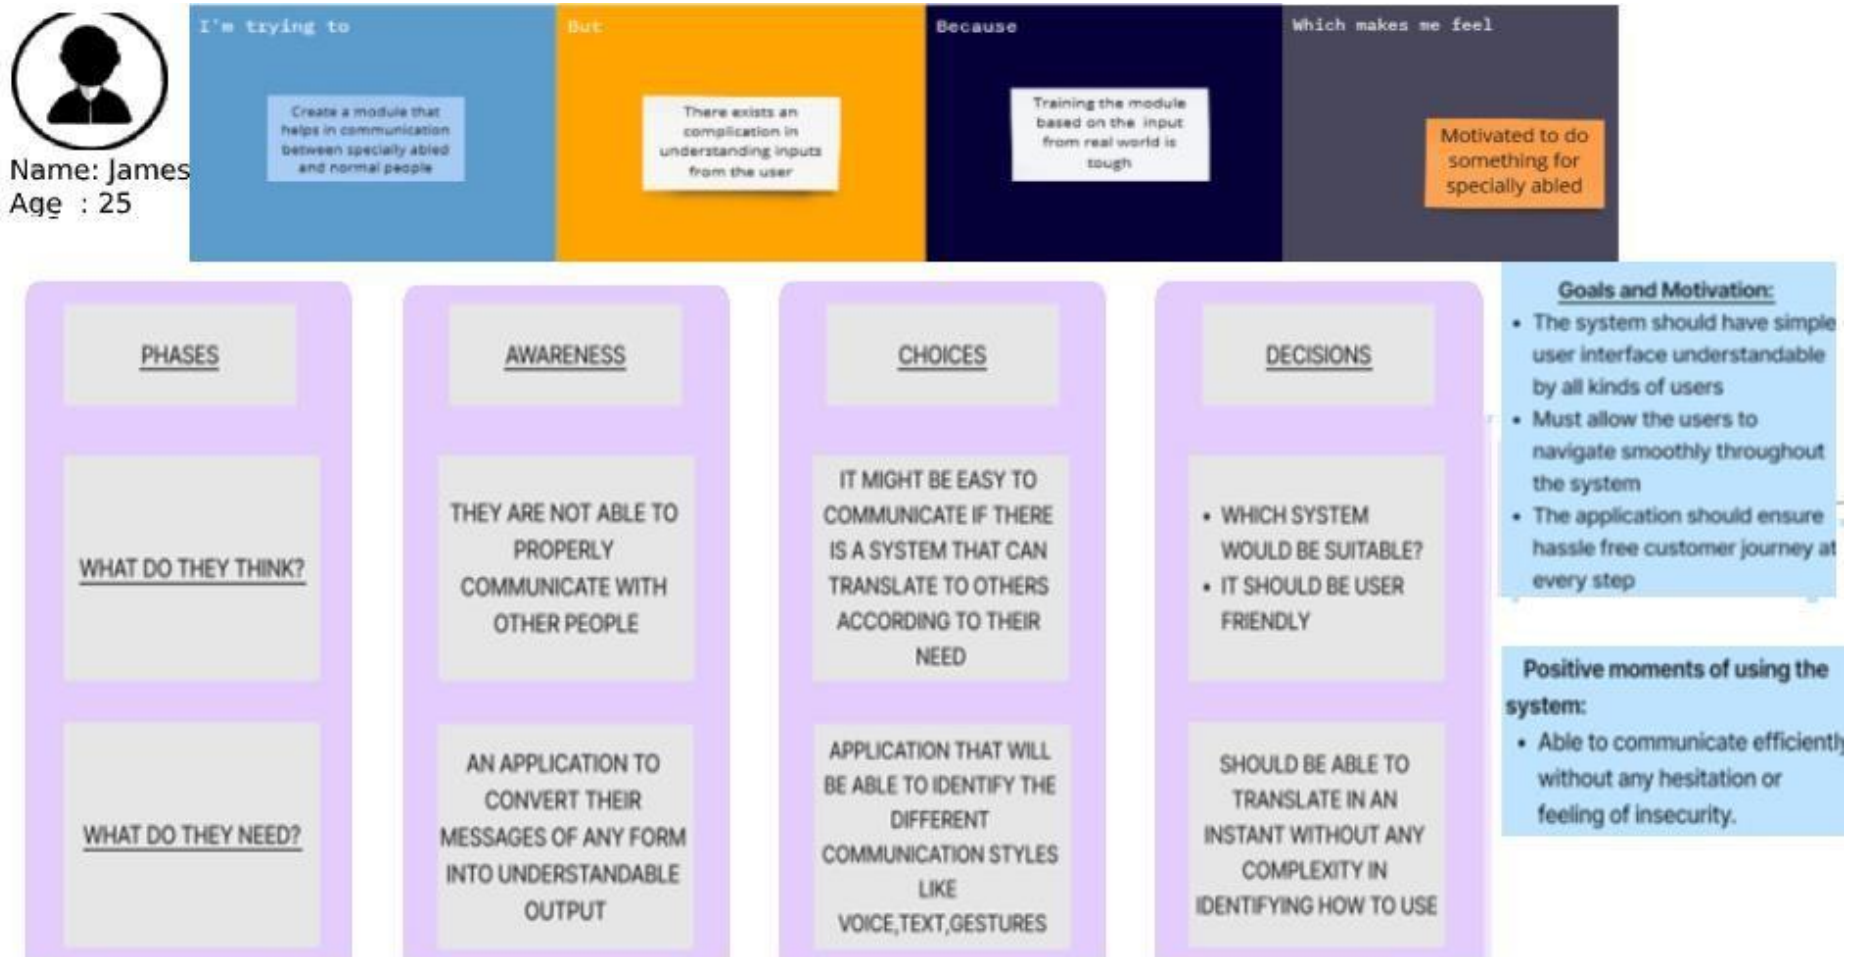 Name: James
Age : 25
I'm trying to
Create a module that
helps in communication
between specially abled
and normal people
But
There exists an
complication in
understanding inputs
from the user
Because
Training the module
based on the input
from real world is
tough
Which makes me feel
Motivated to do
something for
specially abled
PHASES
AWARENESS
CHOICES
DECISIONS
WHAT DO THEY THINK?
THEY ARE NOT ABLE TO
PROPERLY
COMMUNICATE WITH
OTHER PEOPLE
IT MIGHT BE EASY TO
COMMUNICATE IF THERE
IS A SYSTEM THAT CAN
TRANSLATE TO OTHERS
ACCORDING TO THEIR
NEED
• WHICH SYSTEM
WOULD BE SUITABLE?
• IT SHOULD BE USER
FRIENDLY
WHAT DO THEY NEED?
AN APPLICATION TO
CONVERT THEIR
MESSAGES OF ANY FORM
INTO UNDERSTANDABLE
OUTPUT
APPLICATION THAT WILL
BE ABLE TO IDENTIFY THE
DIFFERENT
COMMUNICATION STYLES
LIKE
VOICE,TEXT,GESTURES
SHOULD BE ABLE TO
TRANSLATE IN AN
INSTANT WITHOUT ANY
COMPLEXITY IN
IDENTIFYING HOW TO USE
Goals and Motivation:
• The system should have simple
user interface understandable
by all kinds of users
• Must allow the users to
navigate smoothly throughout
the system
• The application should ensure
hassle free customer journey at
every step
Positive moments of using the
system:
• Able to communicate efficiently
without any hesitation or
feeling of insecurity.